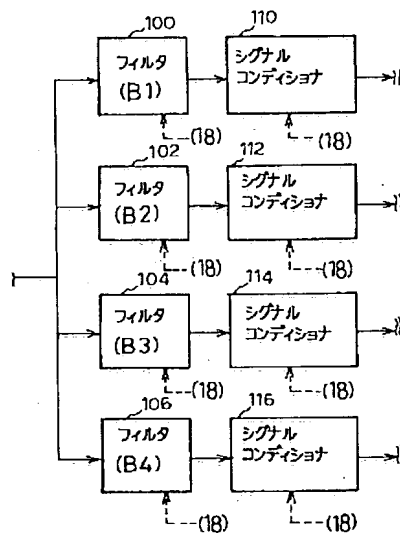 100
フィルタ
(B1)
(18)
110
シグナル
コンディショナ
(18)
102
フィルタ
(B2)
(18)
112
シグナル
コンディショナ
(18)
104
フィルタ
(B3)
(18)
114
シグナル
コンディショナ
(18)
106
フィルタ
(B4)
(18)
116
シグナル
コンディショナ
(18)